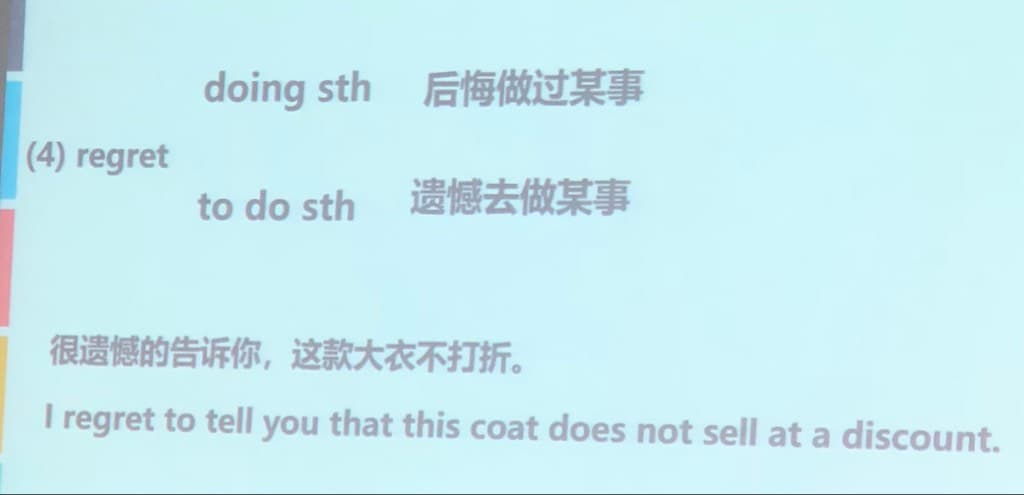 doing sth 后悔做过某事
(4) regret
to do sth 遗憾去做某事
很遗憾的告诉你，这款大衣不打折。
I regret to tell you that this coat does not sell at a discount.